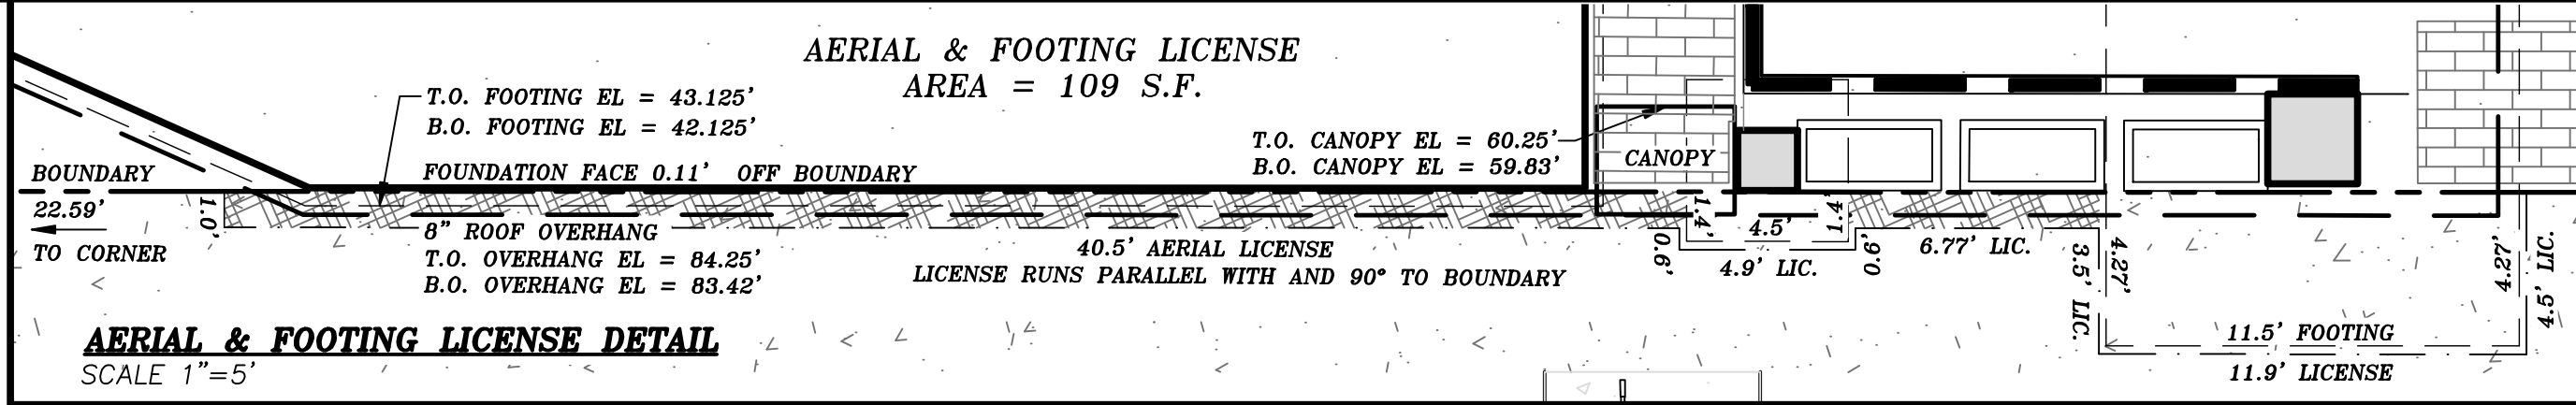 AERIAL & FOOTING LICENSE
AREA = 109 S.F.
T.O. FOOTING EL = 43.125'
B.O. FOOTING EL = 42.125'
T.O. CANOPY EL = 60.25'
B.O. CANOPY EL = 59.83'
CANOPY
BOUNDARY
FOUNDATION FACE 0.11' OFF BOUNDARY
22.59'
TO CORNER
1.0'
8" ROOF OVERHANG
T.O. OVERHANG EL = 84.25'
B.O. OVERHANG EL = 83.42'
40.5' AERIAL LICENSE
LICENSE RUNS PARALLEL WITH AND 90° TO BOUNDARY
0.6'
1.4'
4.5'
1.4'
4.9' LIC.
0.9'
6.77' LIC.
3.5' LIC.
4.27'
4.27'
4.5' LIC.
11.5' FOOTING
11.9' LICENSE
AERIAL & FOOTING LICENSE DETAIL
SCALE 1"=5'